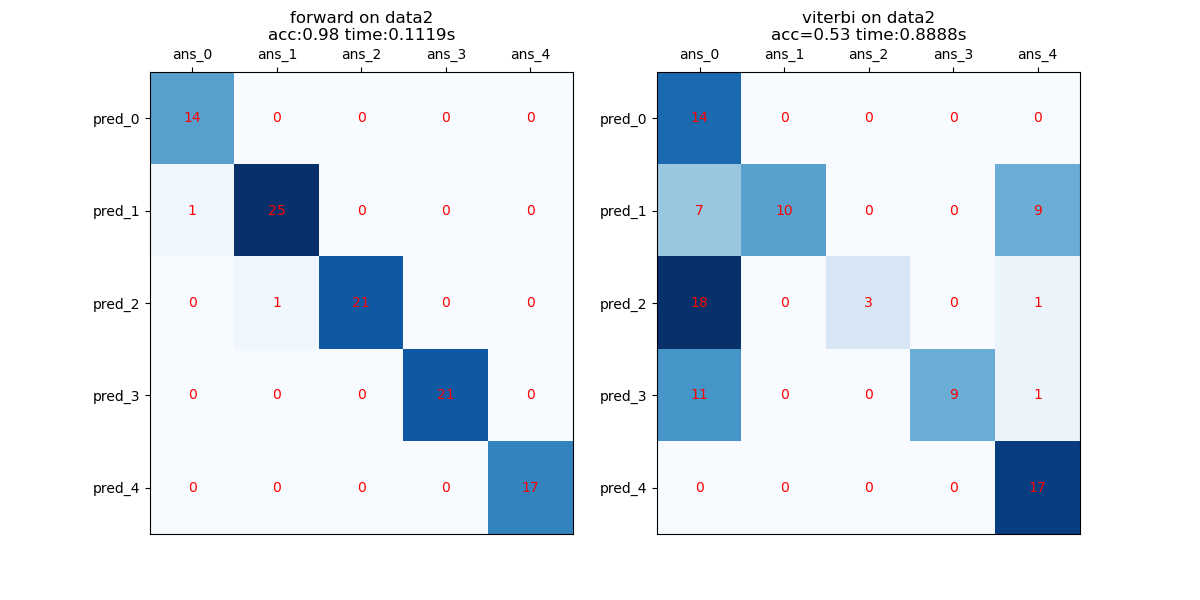 forward on data2
acc:0.98 time:0.1119s
ans_0 ans_1 ans_2 ans_3 ans_4
pred_0 14 0 0 0 0
pred_1 1 25 0 0 0
pred_2 0 1 21 0 0
pred_3 0 0 0 21 0
pred_4 0 0 0 0 17
viterbi on data2
acc=0.53 time:0.8888s
ans_0 ans_1 ans_2 ans_3 ans_4
pred_0 14 0 0 0 0
pred_1 7 10 0 0 9
pred_2 18 0 3 0 1
pred_3 11 0 0 9 1
pred_4 0 0 0 0 17